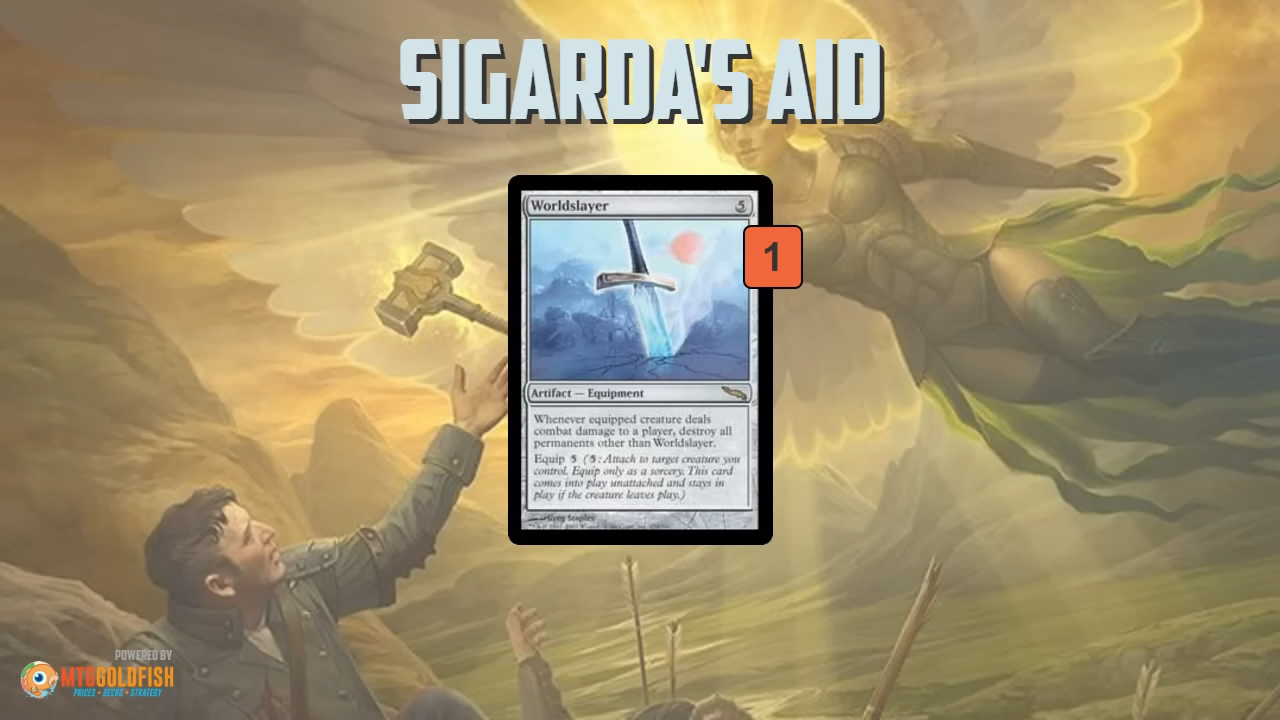 SIGARDA'S AID
Worldslayer 5
1
Artifact — Equipment
Whenever equipped creature deals
combat damage to a player, destroy all
permanents other than Worldslayer.
Equip 5 (5: Attach to target creature you
control. Equip only as a sorcery. This card
comes into play unattached and stays in
play if the creature leaves play.)
Greg Staples
POWERED BY
MTGGOLDFISH
PRICES • DECKS • STRATEGY